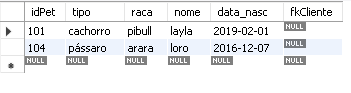 idPet tipo raca nome data_nasc fkCliente
101 cachorro pibull layla 2019-02-01 NULL
104 pássaro arara loro 2016-12-07 NULL
NULL NULL NULL NULL NULL NULL